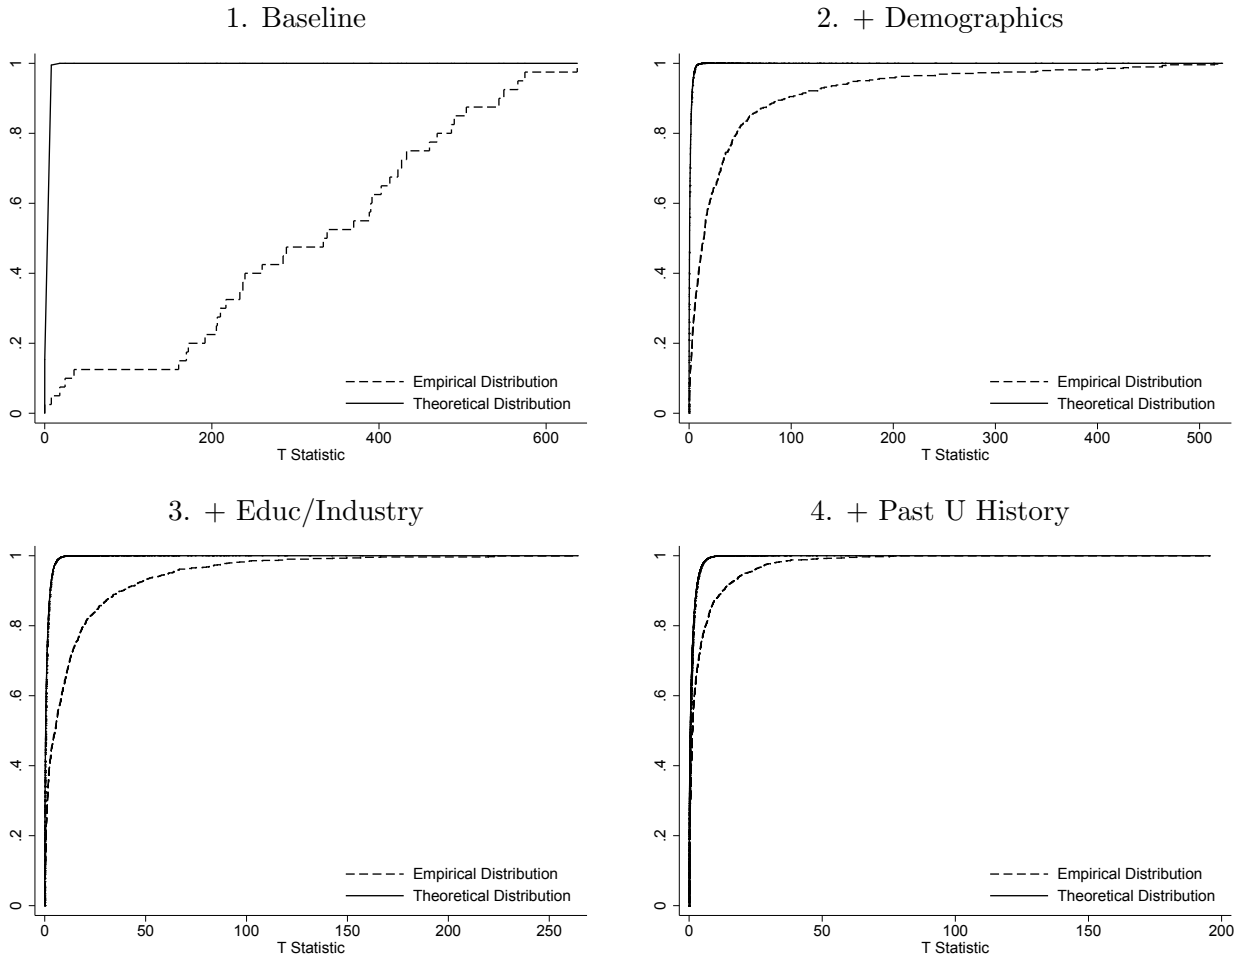 1. Baseline
1
.8
.6
.4
.2
0
Empirical Distribution
Theoretical Distribution
0 200 400 600
T Statistic
2. + Demographics
1
.8
.6
.4
.2
0
Empirical Distribution
Theoretical Distribution
0 100 200 300 400 500
T Statistic
3. + Educ/Industry
1
.8
.6
.4
.2
0
Empirical Distribution
Theoretical Distribution
0 50 100 150 200 250
T Statistic
4. + Past U History
1
.8
.6
.4
.2
0
Empirical Distribution
Theoretical Distribution
0 50 100 150 200
T Statistic